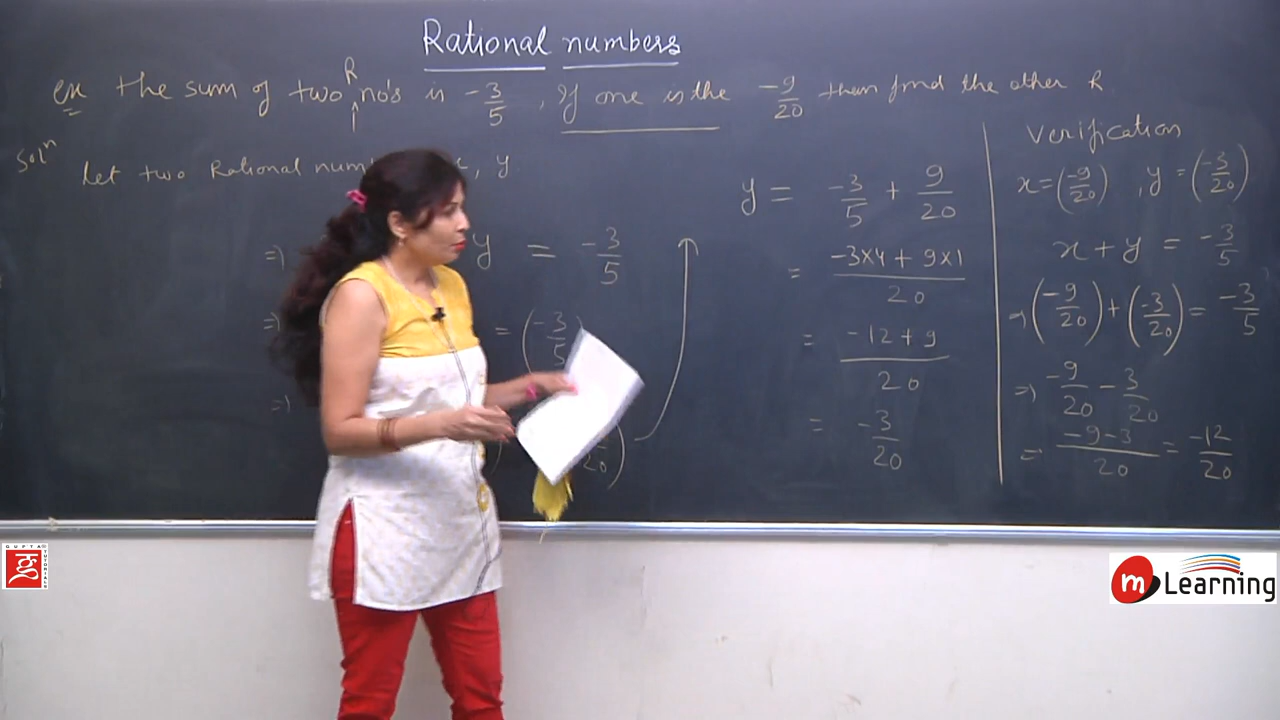 Rational numbers
ex The sum of two R no's is -3/5 , If one is the -9/20 then find the other R
Soln Let two Rational num , y
⇒ y = -3/5
⇒ = (-3/5)
⇒ 20)
y = -3/5 + 9/20
= -3×4 + 9×1 / 20
= -12 + 9 / 20
= -3/20
Verification
x = (-9/20) , y = (-3/20)
x + y = -3/5
⇒ (-9/20) + (-3/20) = -3/5
⇒ -9/20 - 3/20
⇒ -9-3 / 20 = -12/20
GUPTA TUTORIALS
m Learning